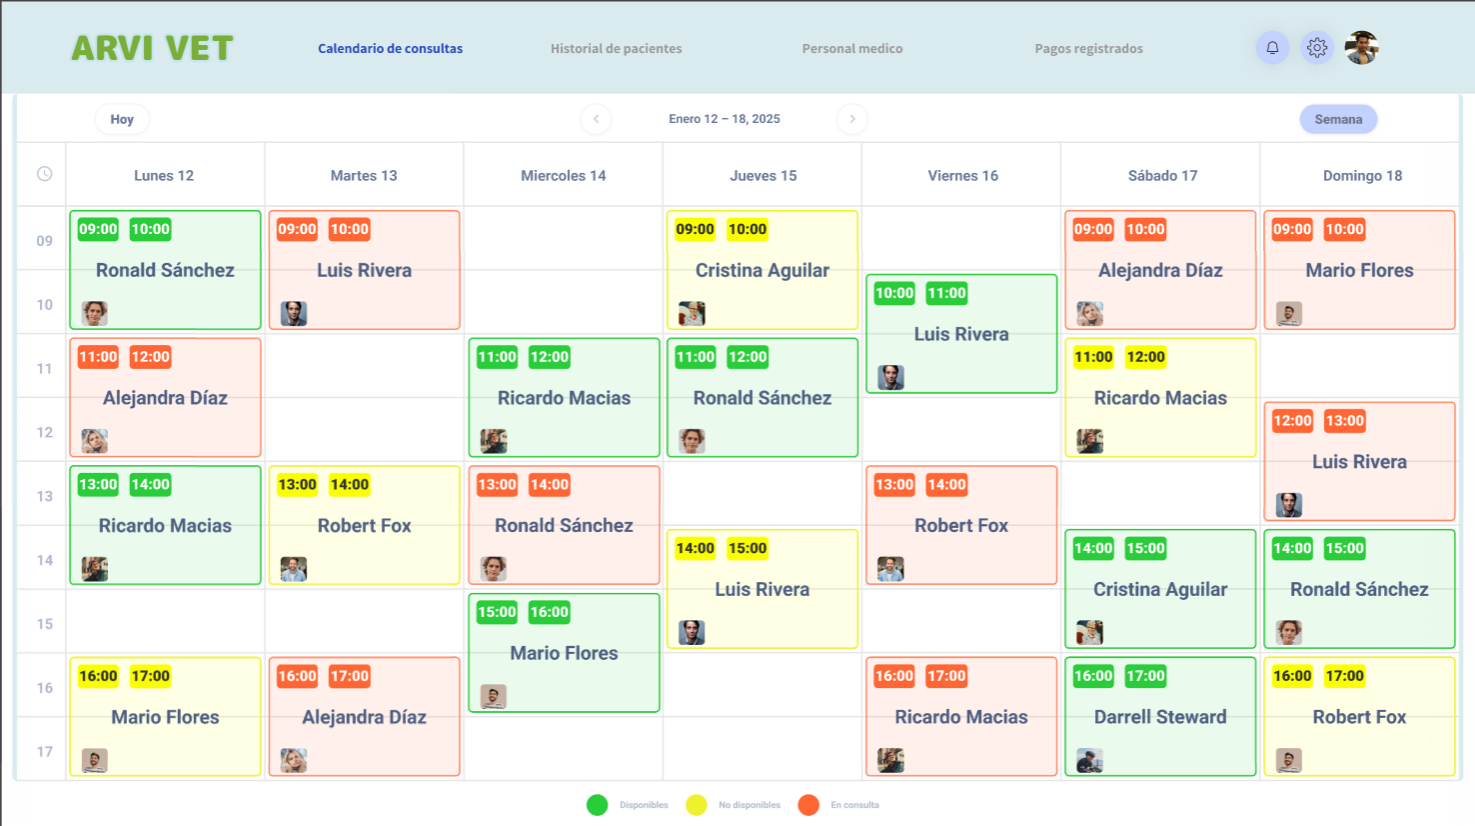 ARVI VET
Calendario de consultas
Historial de pacientes
Personal medico
Pagos registrados
Hoy
Enero 12 – 18, 2025
Semana
Lunes 12
Martes 13
Miercoles 14
Jueves 15
Viernes 16
Sábado 17
Domingo 18
09
10
11
12
13
14
15
16
17
09:00 10:00
Ronald Sánchez
11:00 12:00
Alejandra Díaz
13:00 14:00
Ricardo Macias
16:00 17:00
Mario Flores
09:00 10:00
Luis Rivera
13:00 14:00
Robert Fox
16:00 17:00
Alejandra Díaz
11:00 12:00
Ricardo Macias
13:00 14:00
Ronald Sánchez
15:00 16:00
Mario Flores
09:00 10:00
Cristina Aguilar
11:00 12:00
Ronald Sánchez
14:00 15:00
Luis Rivera
10:00 11:00
Luis Rivera
13:00 14:00
Robert Fox
16:00 17:00
Ricardo Macias
09:00 10:00
Alejandra Díaz
11:00 12:00
Ricardo Macias
14:00 15:00
Cristina Aguilar
16:00 17:00
Darrell Steward
09:00 10:00
Mario Flores
12:00 13:00
Luis Rivera
14:00 15:00
Ronald Sánchez
16:00 17:00
Robert Fox
Disponibles
No disponibles
En consulta